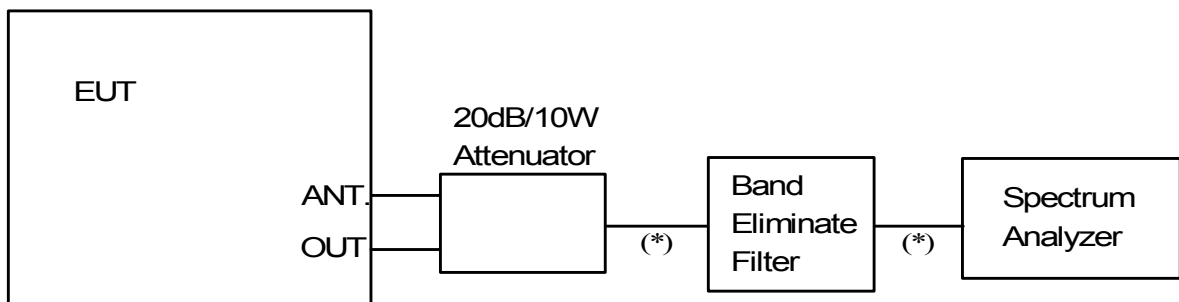 EUT
20dB/10W
Attenuator
ANT.
OUT
(*)
Band
Eliminate
Filter
(*)
Spectrum
Analyzer